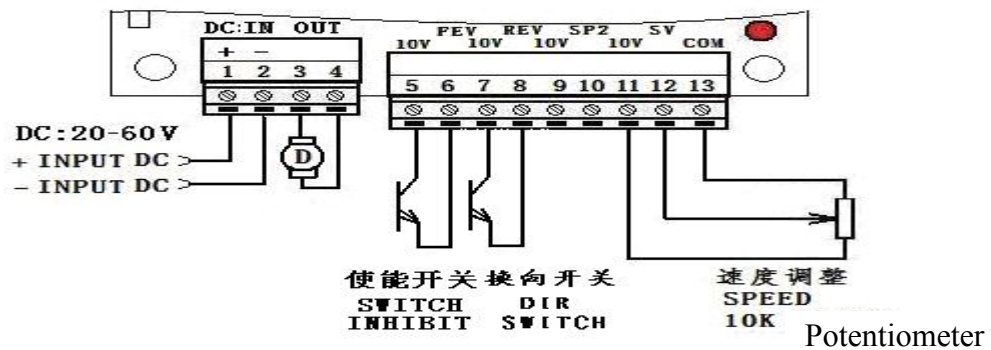 DC:IN OUT
PEV REV SP2 SV
10V 10V 10V 10V COM
+ −
1 2 3 4
5 6 7 8 9 10 11 12 13
DC:20-60V
+ INPUT DC
D
− INPUT DC
使能开关 换向开关
速度调整
SWITCH DIR
SPEED
INHIBIT SWITCH
10K
Potentiometer